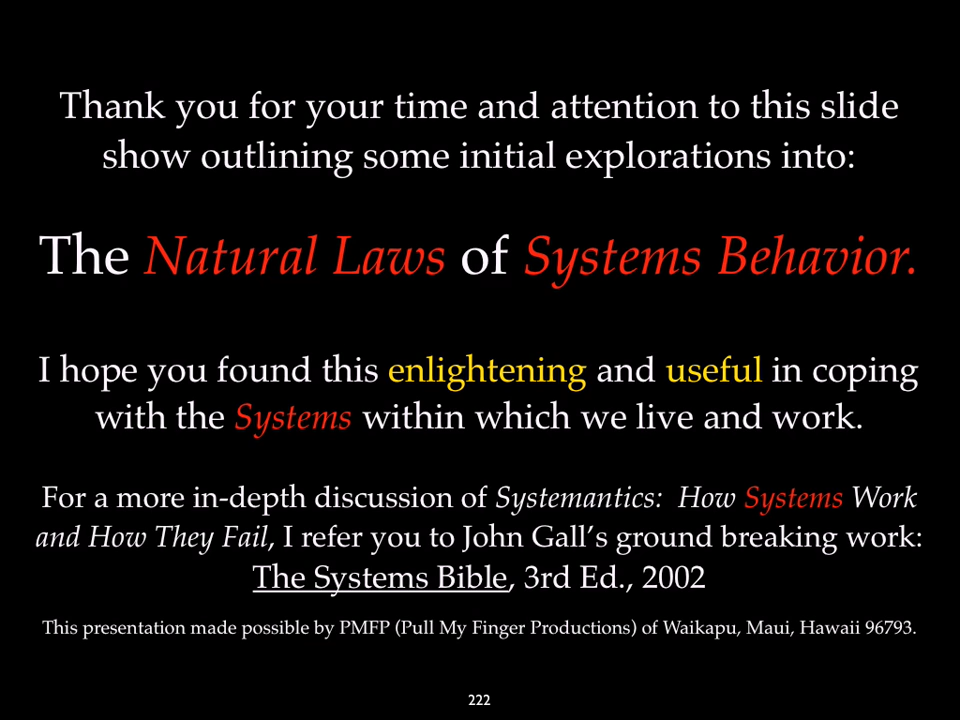 Thank you for your time and attention to this slide
show outlining some initial explorations into:
The Natural Laws of Systems Behavior.
I hope you found this enlightening and useful in coping
with the Systems within which we live and work.
For a more in-depth discussion of Systemantics:  How Systems Work
and How They Fail, I refer you to John Gall’s ground breaking work:
The Systems Bible, 3rd Ed., 2002
This presentation made possible by PMFP (Pull My Finger Productions) of Waikapu, Maui, Hawaii 96793.
222